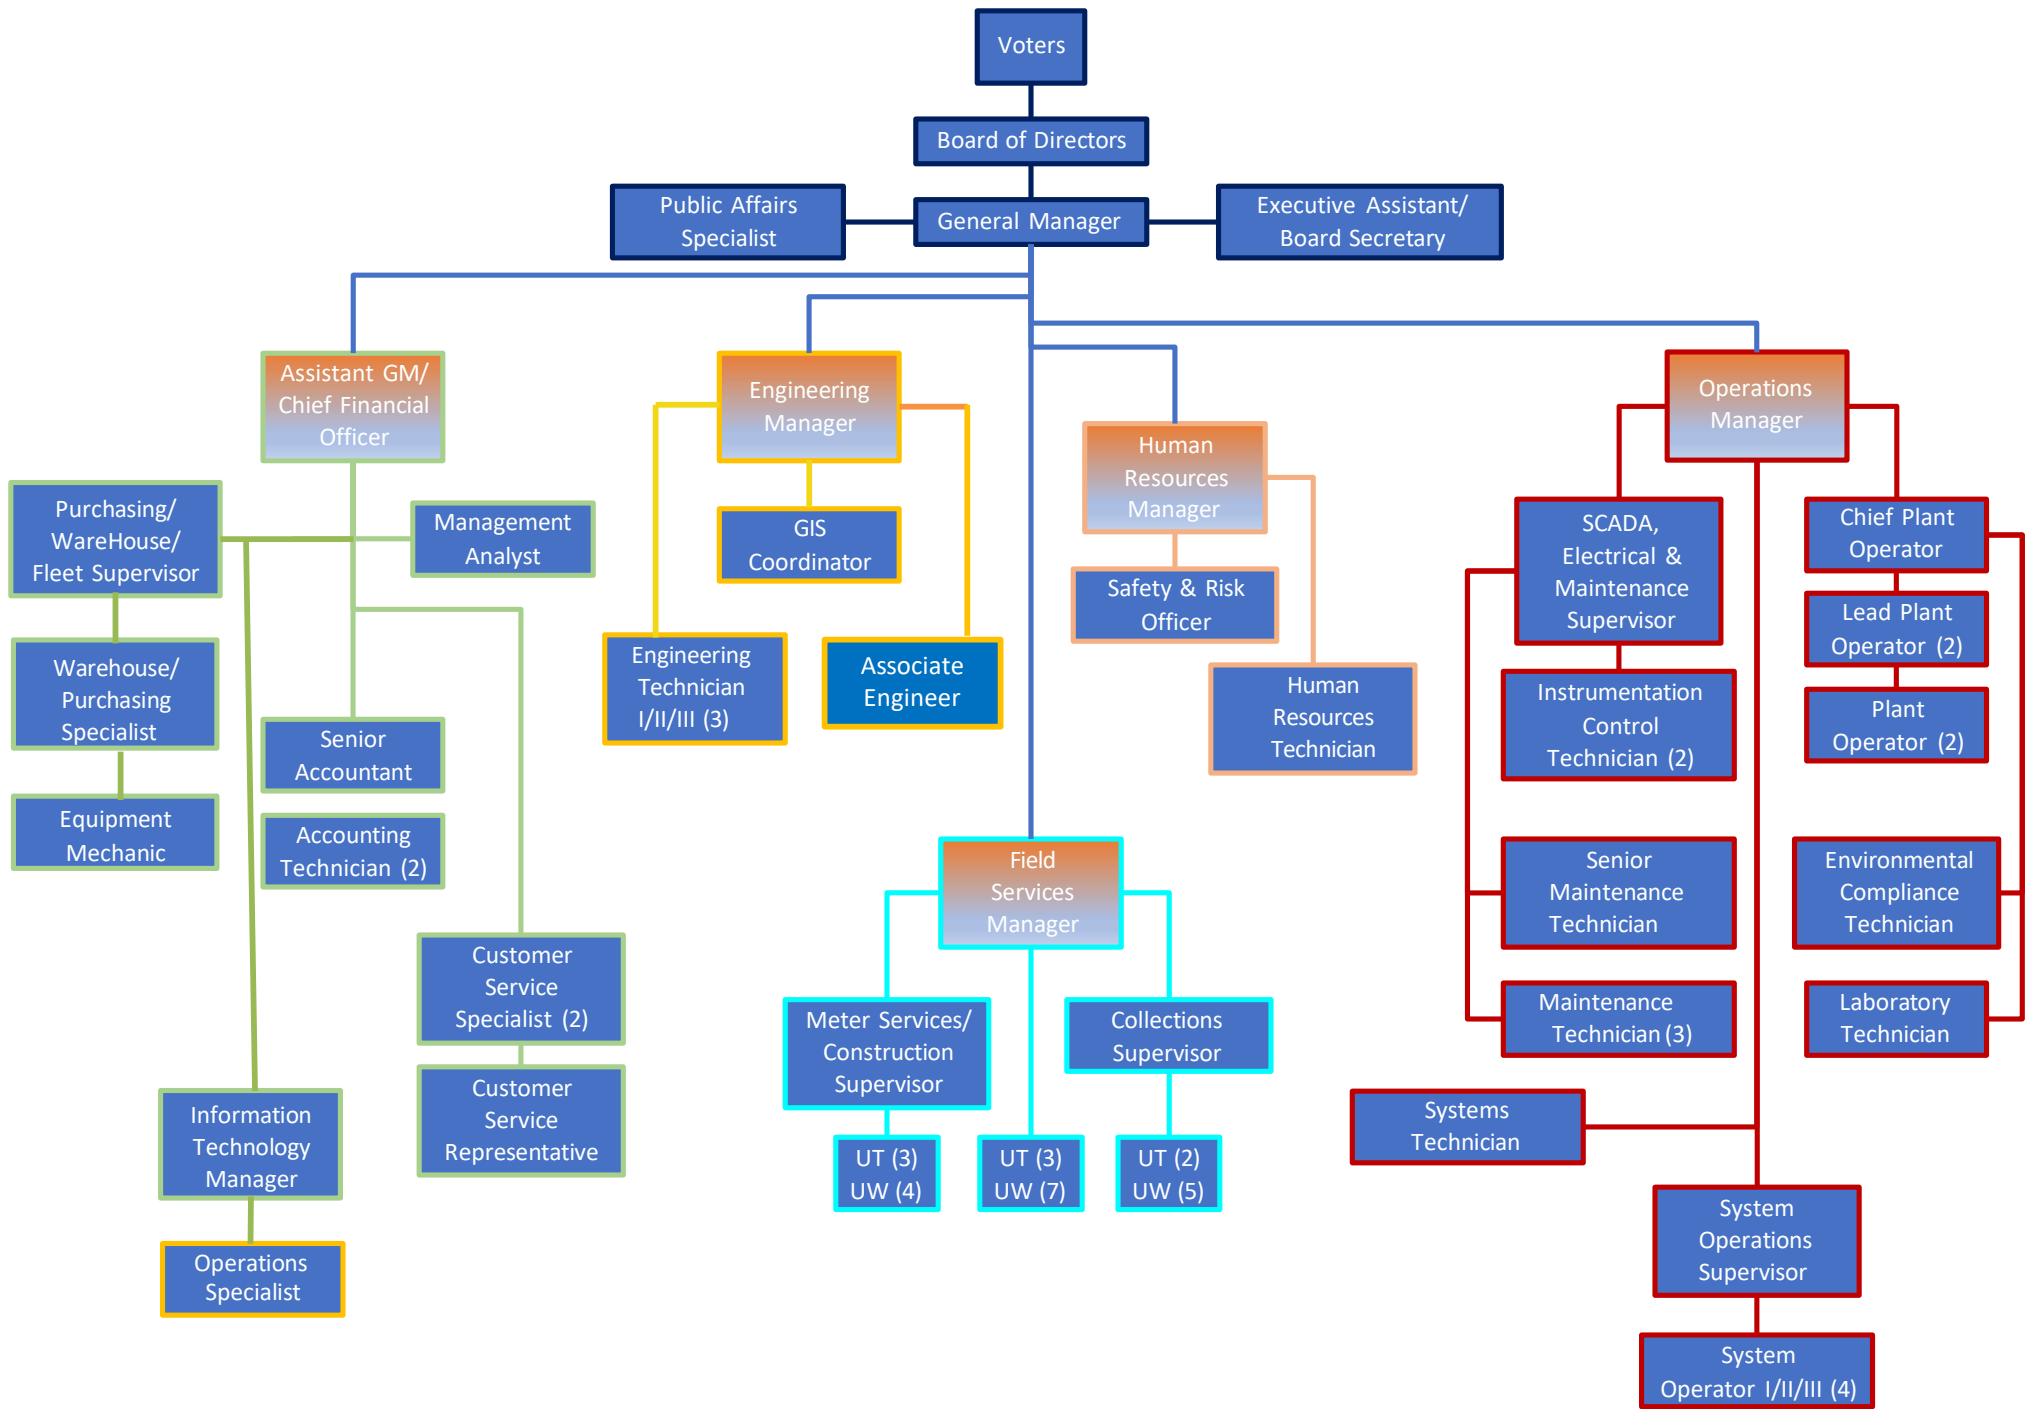 Voters
Board of Directors
Public Affairs
Specialist
General Manager
Executive Assistant/
Board Secretary
Assistant GM/
Chief Financial
Officer
Engineering
Manager
Human
Resources
Manager
Operations
Manager
Purchasing/
WareHouse/
Fleet Supervisor
Management
Analyst
GIS
Coordinator
Safety & Risk
Officer
SCADA,
Electrical &
Maintenance
Supervisor
Chief Plant
Operator
Lead Plant
Operator (2)
Warehouse/
Purchasing
Specialist
Engineering
Technician
I/II/III (3)
Associate
Engineer
Human
Resources
Technician
Instrumentation
Control
Technician (2)
Plant
Operator (2)
Senior
Accountant
Equipment
Mechanic
Accounting
Technician (2)
Field
Services
Manager
Senior
Maintenance
Technician
Environmental
Compliance
Technician
Customer
Service
Specialist (2)
Meter Services/
Construction
Supervisor
Collections
Supervisor
Maintenance
Technician (3)
Laboratory
Technician
Customer
Service
Representative
Information
Technology
Manager
UT (3)
UW (4)
UT (3)
UW (7)
UT (2)
UW (5)
Systems
Technician
System
Operations
Supervisor
Operations
Specialist
System
Operator I/II/III (4)